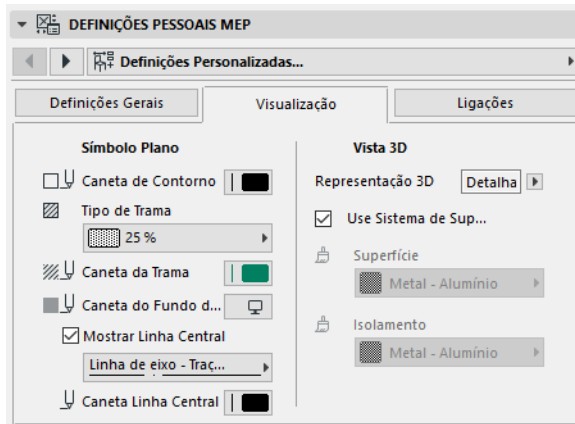 DEFINIÇÕES PESSOAIS MEP
Definições Personalizadas...
Definições Gerais
Visualização
Ligações
Símbolo Plano
Caneta de Contorno
Tipo de Trama
25 %
Caneta da Trama
Caneta do Fundo d...
Mostrar Linha Central
Linha de eixo - Traç...
Caneta Linha Central
Vista 3D
Representação 3D
Detalha
Use Sistema de Sup...
Superfície
Metal - Alumínio
Isolamento
Metal - Alumínio